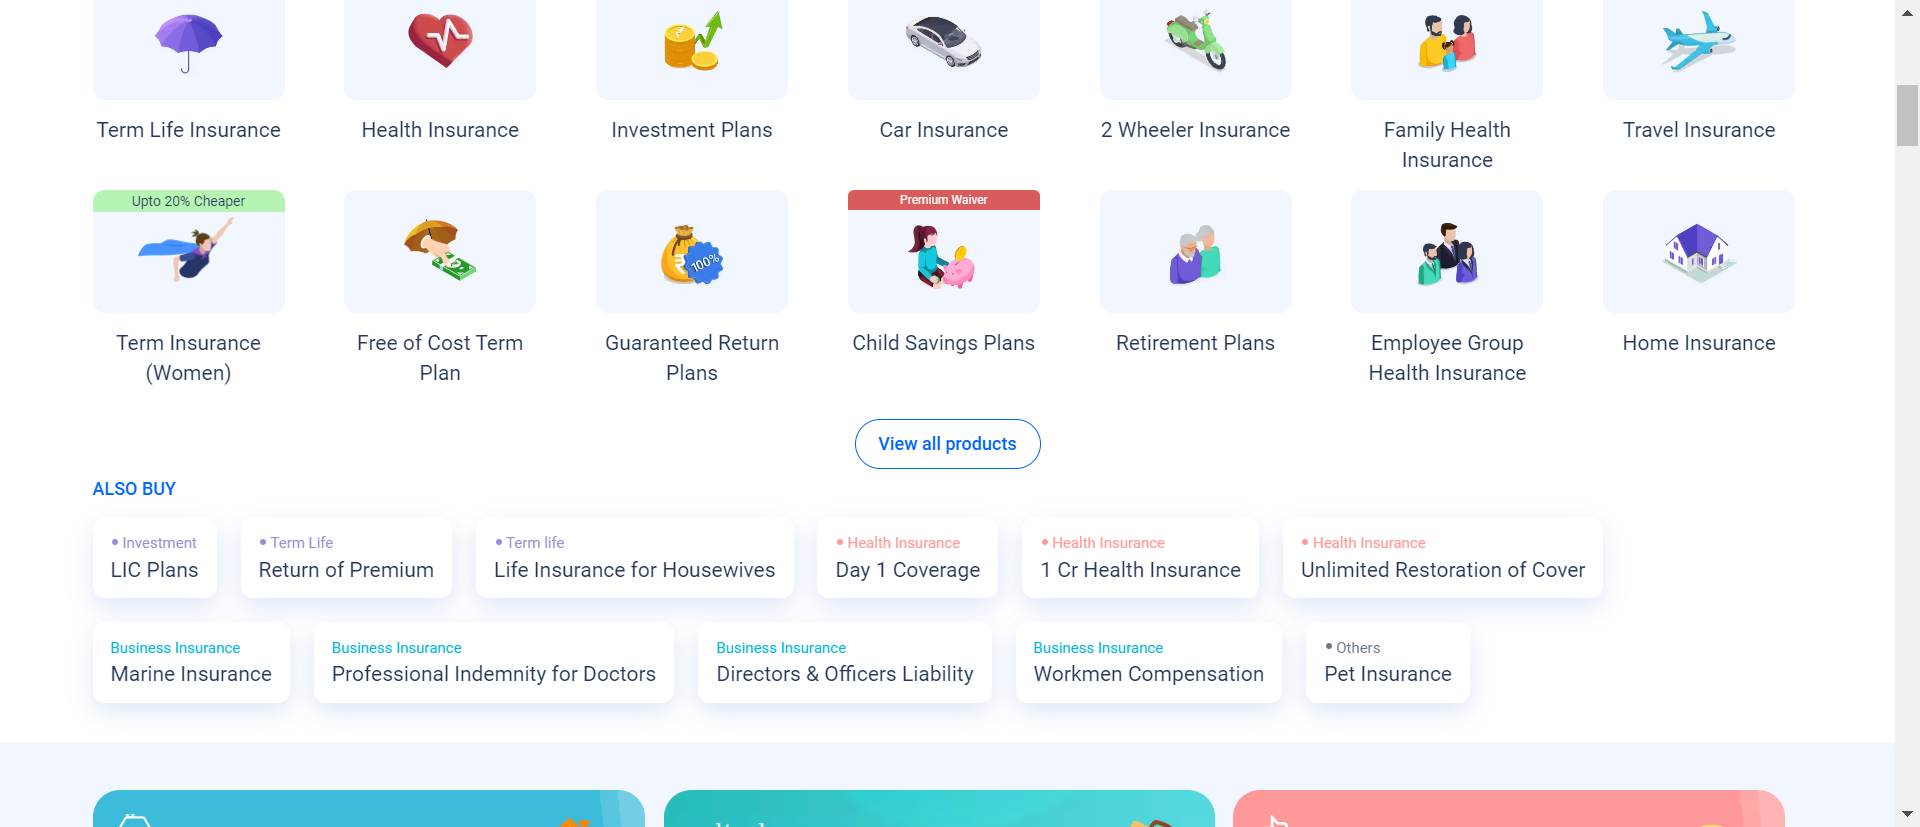 Term Life Insurance
Health Insurance
Investment Plans
Car Insurance
2 Wheeler Insurance
Family Health
Insurance
Travel Insurance
Upto 20% Cheaper
Term Insurance
(Women)
Free of Cost Term
Plan
₹ 100%
Guaranteed Return
Plans
Premium Waiver
Child Savings Plans
Retirement Plans
Employee Group
Health Insurance
Home Insurance
View all products
ALSO BUY
• Investment
LIC Plans
• Term Life
Return of Premium
• Term life
Life Insurance for Housewives
• Health Insurance
Day 1 Coverage
• Health Insurance
1 Cr Health Insurance
• Health Insurance
Unlimited Restoration of Cover
Business Insurance
Marine Insurance
Business Insurance
Professional Indemnity for Doctors
Business Insurance
Directors & Officers Liability
Business Insurance
Workmen Compensation
• Others
Pet Insurance